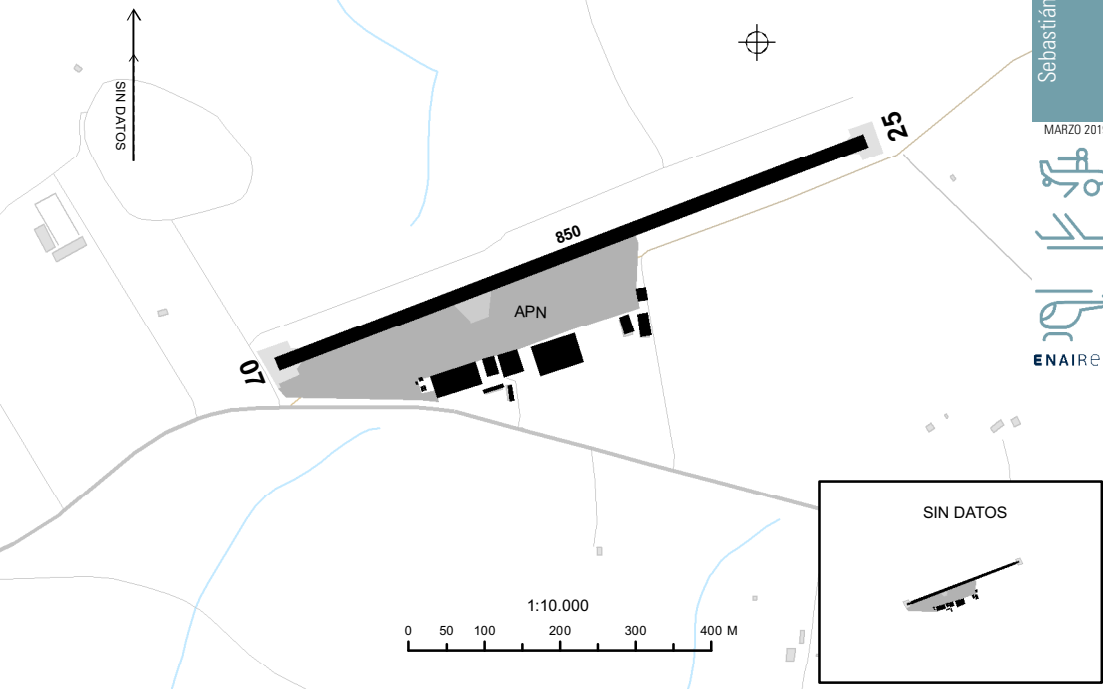 SIN DATOS
Sebastián
MARZO 201
25
850
APN
07
ENAIRe
SIN DATOS
1:10.000
0 50 100 200 300 400 M